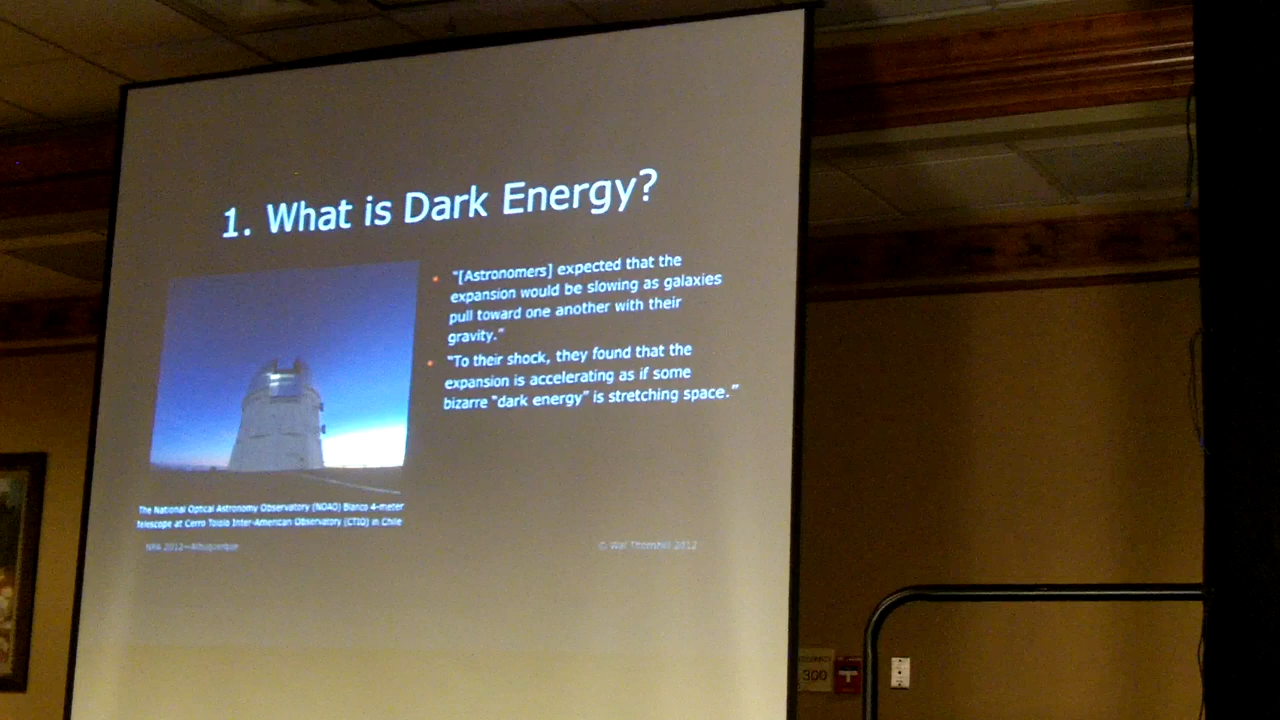 1. What is Dark Energy?
"[Astronomers] expected that the
expansion would be slowing as galaxies
pull toward one another with their
gravity."
"To their shock, they found that the
expansion is accelerating as if some
bizarre "dark energy" is stretching space."
The National Optical Astronomy Observatory (NOAO) Blanco 4-meter
Telescope at Cerro Tololo Inter-American Observatory (CTIO) in Chile
NPA 2012—Albuquerque
© Wal Thornhill 2012
300